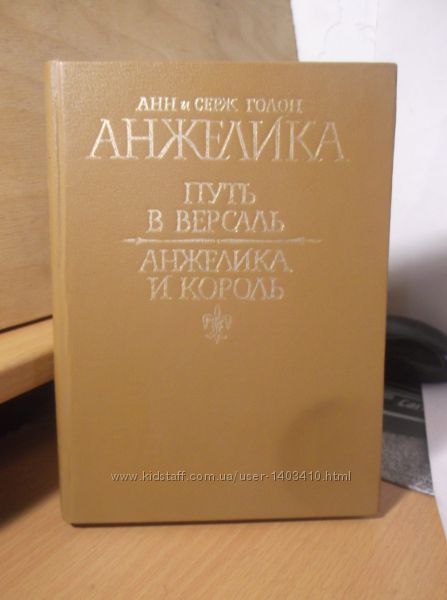 АНН и СЕРЖ ГОЛОН
АНЖЕЛИКА
ПУТЬ
В ВЕРСАЛЬ
АНЖЕЛИКА
И КОРОЛЬ
www.kidstaff.com.ua/user-1403410.html